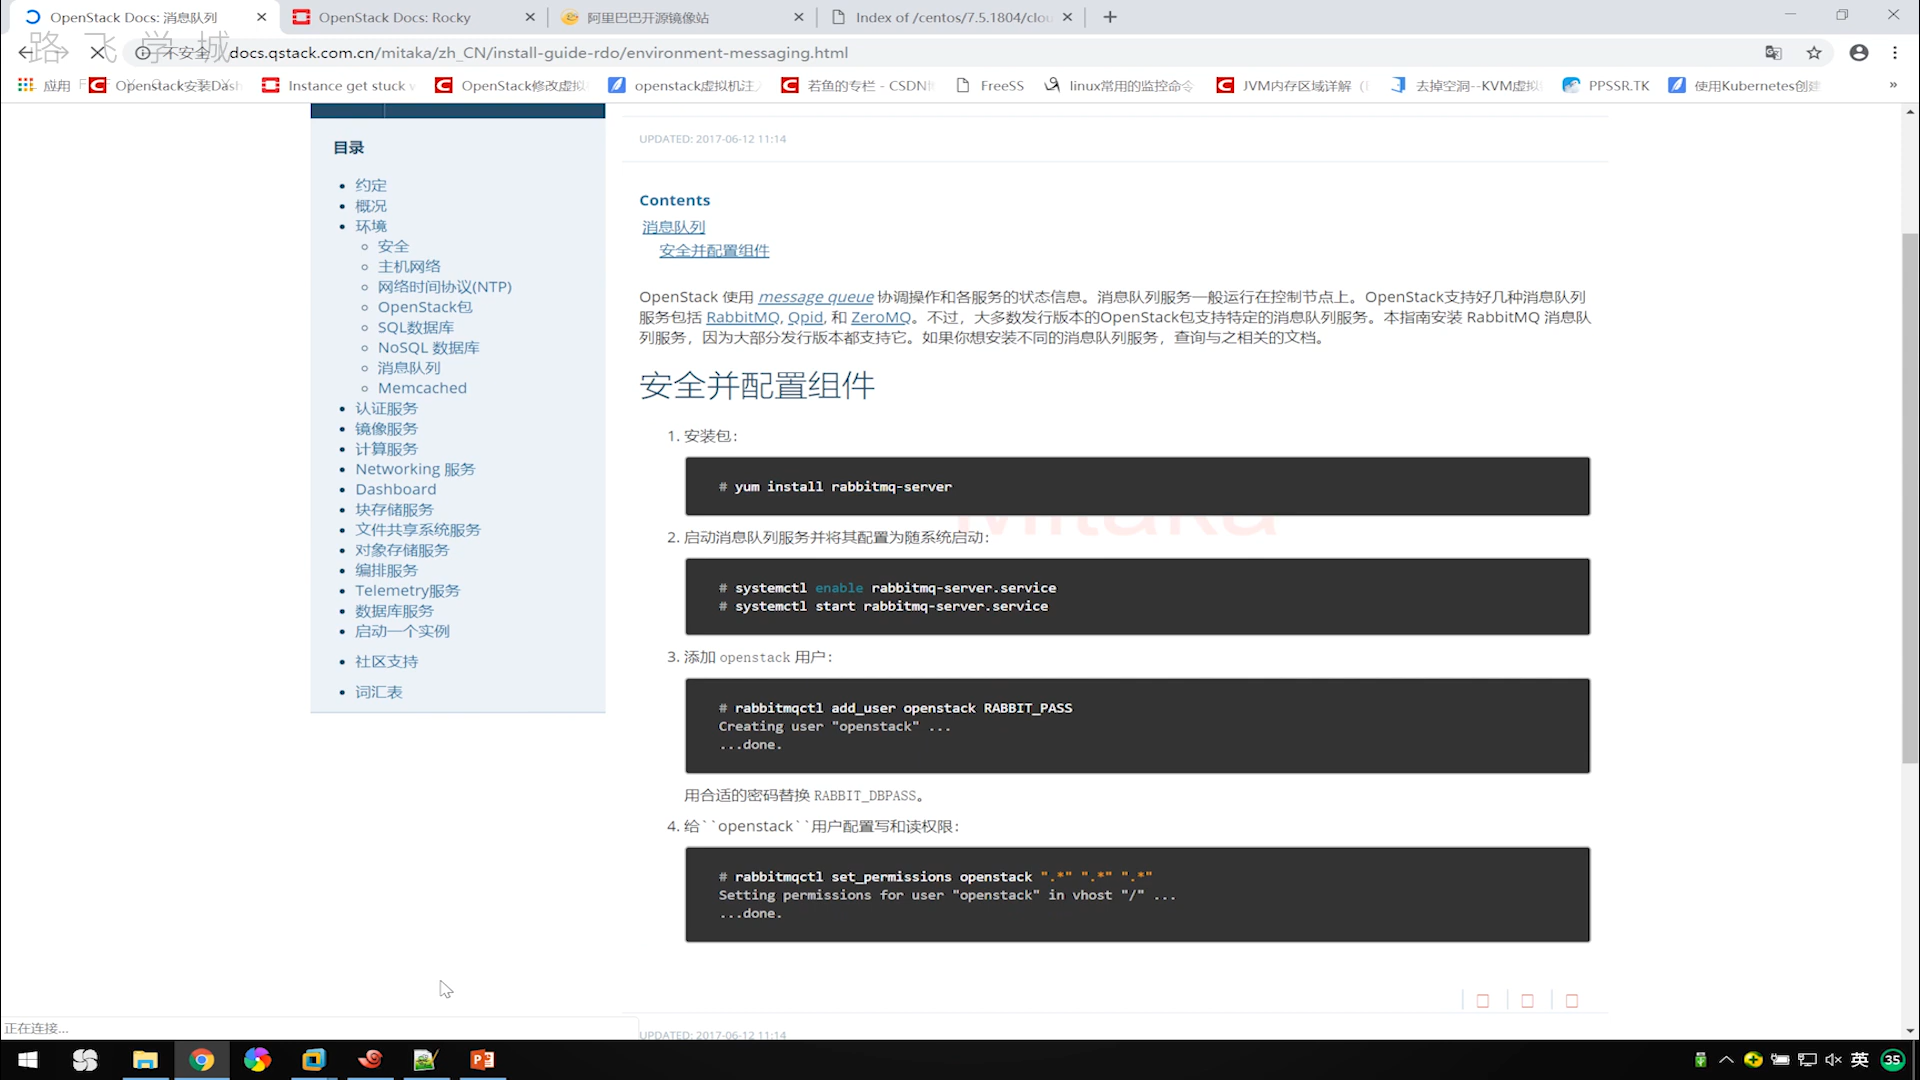 OpenStack Docs: 消息队列
OpenStack Docs: Rocky
阿里巴巴开源镜像站
Index of /centos/7.5.1804/clou
路飞学城
不安全
docs.qstack.com.cn/mitaka/zh_CN/install-guide-rdo/environment-messaging.html
应用
Openstack安装Dash
Instance get stuck w
OpenStack修改虚拟
openstack虚拟机注入
若鱼的专栏 - CSDN
FreeSS
linux常用的监控命令
JVM内存区域详解
去掉空洞--KVM虚拟
PPSSR.TK
使用Kubernetes创建
»
目录
约定
概况
环境
安全
主机网络
网络时间协议(NTP)
OpenStack包
SQL数据库
NoSQL 数据库
消息队列
Memcached
认证服务
镜像服务
计算服务
Networking 服务
Dashboard
块存储服务
文件共享系统服务
对象存储服务
编排服务
Telemetry服务
数据库服务
启动一个实例
社区支持
词汇表
UPDATED: 2017-06-12 11:14
Contents
消息队列
安全并配置组件
OpenStack 使用 message queue 协调操作和各服务的状态信息。消息队列服务一般运行在控制节点上。OpenStack支持好几种消息队列
服务包括 RabbitMQ, Qpid, 和 ZeroMQ。不过，大多数发行版本的OpenStack包支持特定的消息队列服务。本指南安装 RabbitMQ 消息队
列服务，因为大部分发行版本都支持它。如果你想安装不同的消息队列服务，查询与之相关的文档。
安全并配置组件
1. 安装包：
# yum install rabbitmq-server
Mitaka
2. 启动消息队列服务并将其配置为随系统启动：
# systemctl enable rabbitmq-server.service
# systemctl start rabbitmq-server.service
3. 添加 openstack 用户：
# rabbitmqctl add_user openstack RABBIT_PASS
Creating user "openstack" ...
...done.
用合适的密码替换 RABBIT_DBPASS。
4. 给``openstack``用户配置写和读权限：
# rabbitmqctl set_permissions openstack ".*" ".*" ".*"
Setting permissions for user "openstack" in vhost "/" ...
...done.
UPDATED: 2017-06-12 11:14
正在连接...
英
35